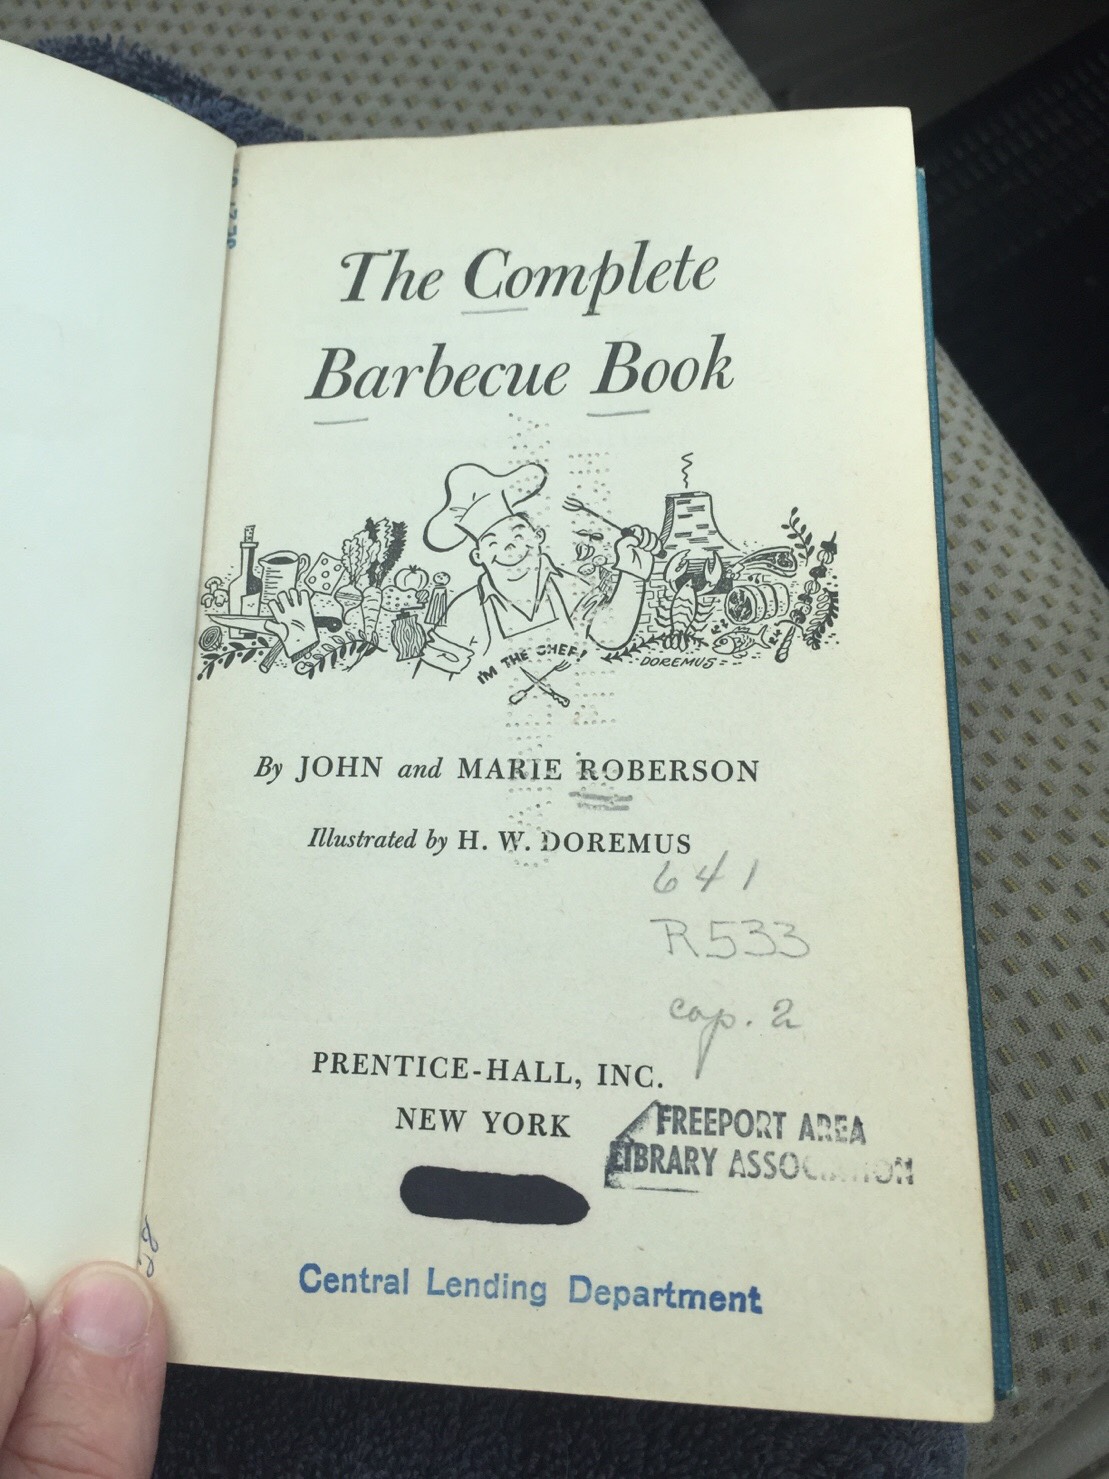 The Complete
Barbecue Book
I'M THE CHEF!
DOREMUS
By JOHN and MARIE ROBERSON
Illustrated by H. W. DOREMUS
641
R533
cop. 2
PRENTICE-HALL, INC.
NEW YORK
FREEPORT AREA
LIBRARY ASSOCIATION
Central Lending Department